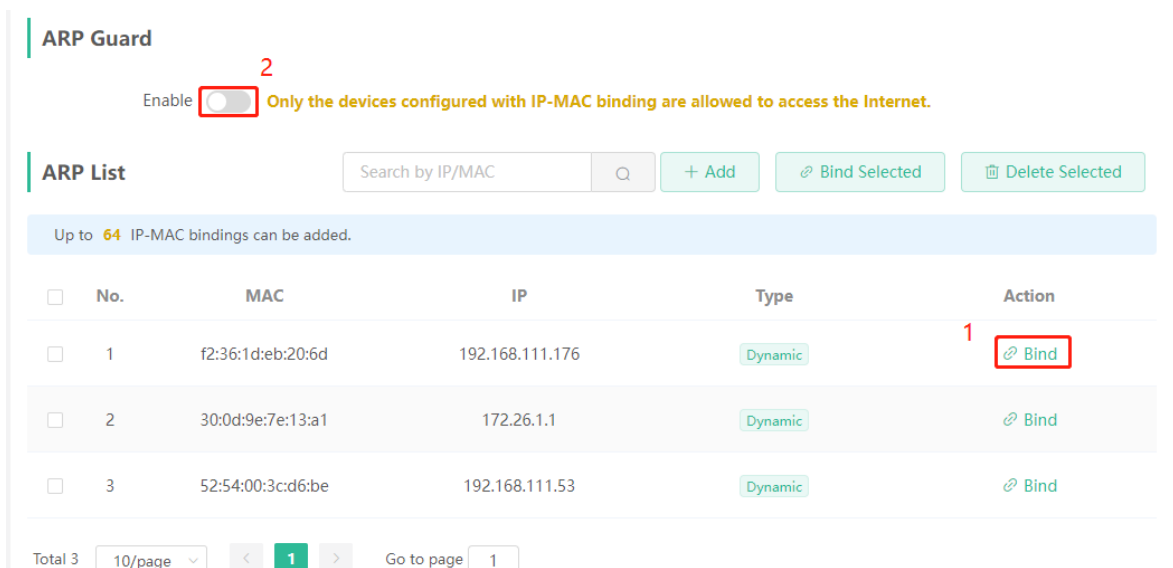 ARP Guard
2
Enable Only the devices configured with IP-MAC binding are allowed to access the Internet.
ARP List Search by IP/MAC + Add Bind Selected Delete Selected
Up to 64 IP-MAC bindings can be added.
No. MAC IP Type Action
1
1 f2:36:1d:eb:20:6d 192.168.111.176 Dynamic Bind
2 30:0d:9e:7e:13:a1 172.26.1.1 Dynamic Bind
3 52:54:00:3c:d6:be 192.168.111.53 Dynamic Bind
Total 3 10/page < 1 > Go to page 1